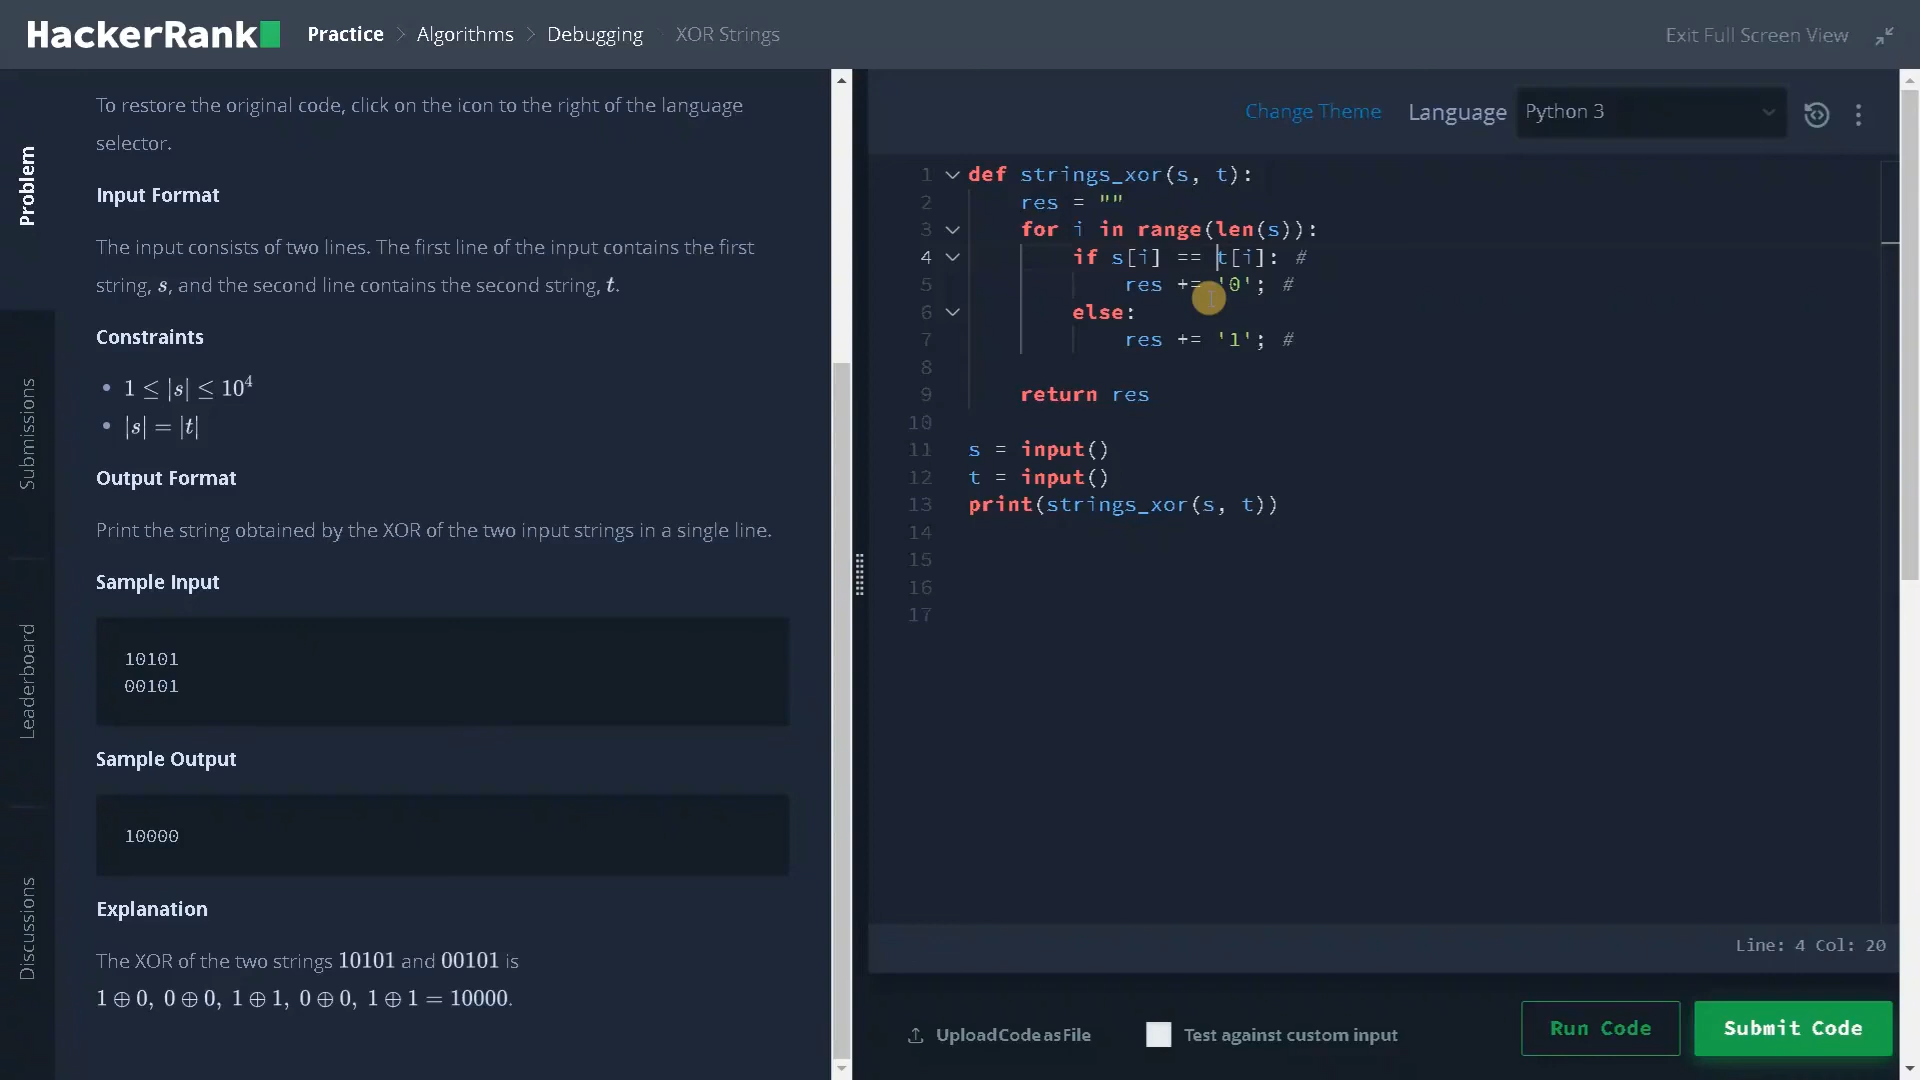 HackerRank
Practice > Algorithms > Debugging > XOR Strings
Exit Full Screen View
Problem
Submissions
Leaderboard
Discussions
To restore the original code, click on the icon to the right of the language
selector.
Input Format
The input consists of two lines. The first line of the input contains the first
string, s, and the second line contains the second string, t.
Constraints
• 1 ≤ |s| ≤ 10⁴
• |s| = |t|
Output Format
Print the string obtained by the XOR of the two input strings in a single line.
Sample Input
10101
00101
Sample Output
10000
Explanation
The XOR of the two strings 10101 and 00101 is
1 ⊕ 0, 0 ⊕ 0, 1 ⊕ 1, 0 ⊕ 0, 1 ⊕ 1 = 10000.
Change Theme Language Python 3
1 def strings_xor(s, t):
2     res = ""
3     for i in range(len(s)):
4         if s[i] == t[i]: #
5             res += '0'; #
6         else:
7             res += '1'; #
8
9     return res
10
11 s = input()
12 t = input()
13 print(strings_xor(s, t))
14
15
16
17
Line: 4 Col: 20
Upload Code as File
Test against custom input
Run Code
Submit Code